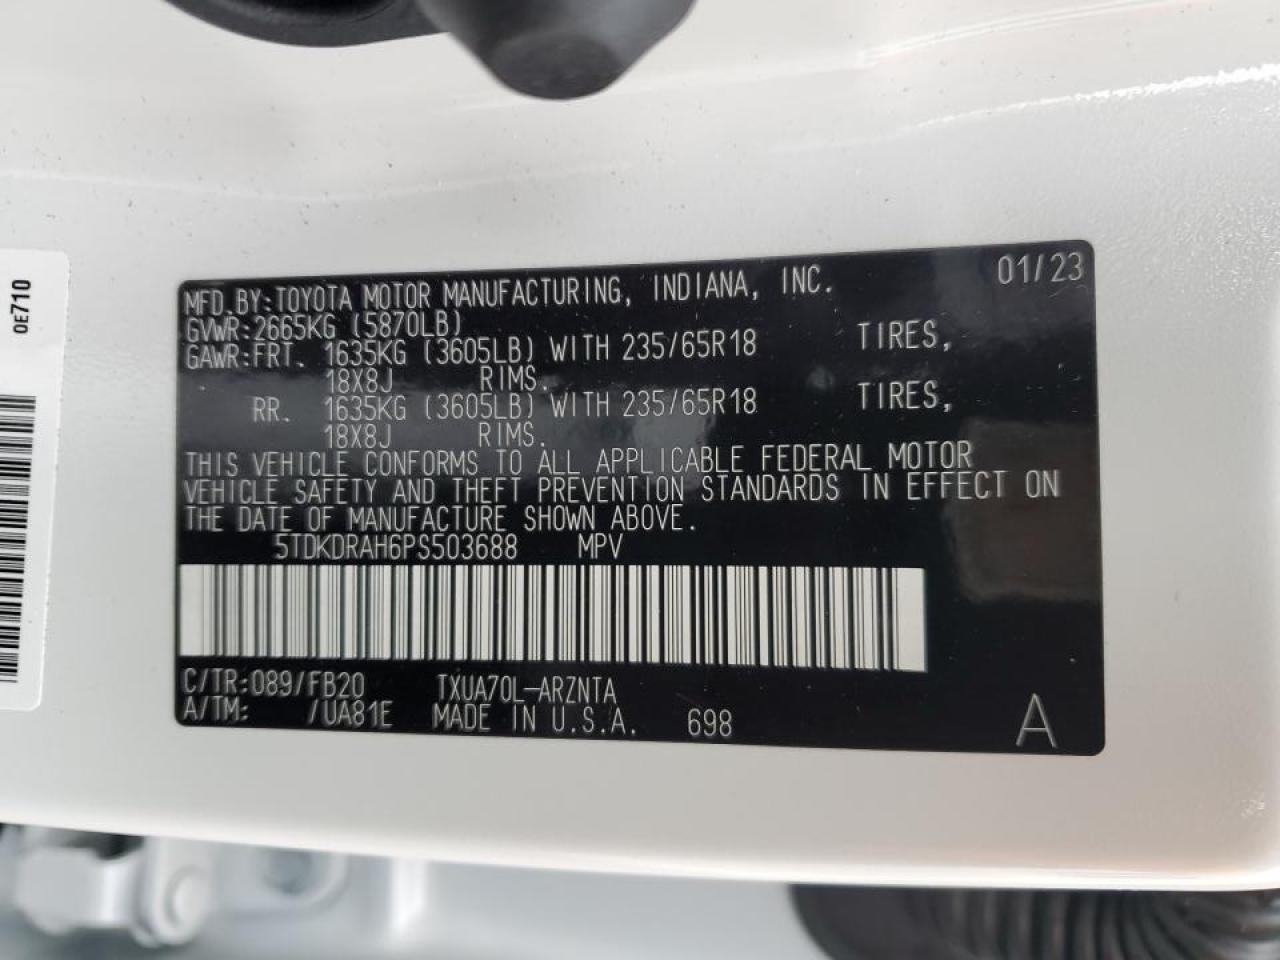 0E710
01/23
MFD.BY:TOYOTA MOTOR MANUFACTURING, INDIANA, INC.
GVWR:2665KG (5870LB)
GAWR:FRT. 1635KG (3605LB) WITH 235/65R18 TIRES,
18X8J RIMS.
RR. 1635KG (3605LB) WITH 235/65R18 TIRES,
18X8J RIMS.
THIS VEHICLE CONFORMS TO ALL APPLICABLE FEDERAL MOTOR
VEHICLE SAFETY AND THEFT PREVENTION STANDARDS IN EFFECT ON
THE DATE OF MANUFACTURE SHOWN ABOVE.
5TDKDRAH6PS503688 MPV
C/TR:089/FB20 TXUA70L-ARZNTA
A/TM: /UA81E MADE IN U.S.A. 698
A